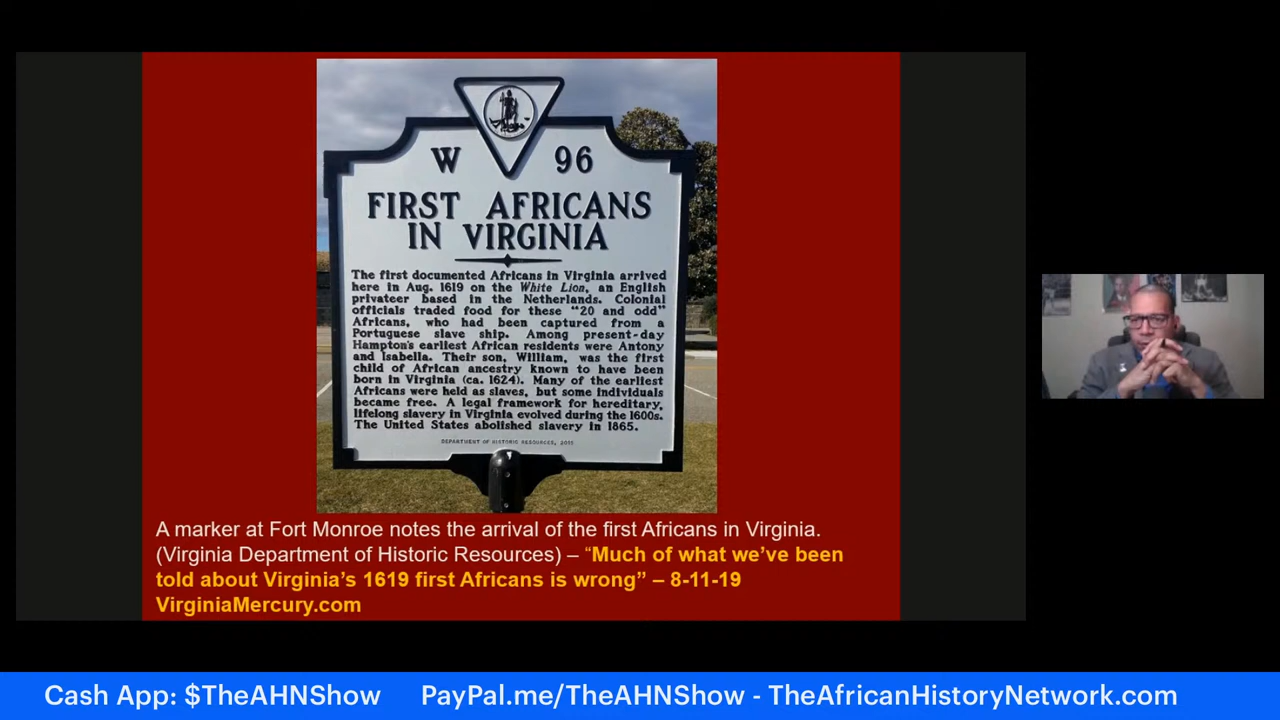 W 96
FIRST AFRICANS
IN VIRGINIA
The first documented Africans in Virginia arrived
here in Aug. 1619 on the White Lion, an English
privateer based in the Netherlands. Colonial
officials traded food for these "20 and odd"
Africans, who had been captured from a
Portuguese slave ship. Among present-day
Hampton's earliest African residents were Antony
and Isabella. Their son, William, was the first
child of African ancestry known to have been
born in Virginia (ca. 1624). Many of the earliest
Africans were held as slaves, but some individuals
became free. A legal framework for hereditary,
lifelong slavery in Virginia evolved during the 1600s.
The United States abolished slavery in 1865.
DEPARTMENT OF HISTORIC RESOURCES,
A marker at Fort Monroe notes the arrival of the first Africans in Virginia.
(Virginia Department of Historic Resources) – “Much of what we’ve been
told about Virginia’s 1619 first Africans is wrong” – 8-11-19
VirginiaMercury.com
Cash App: $TheAHNShow PayPal.me/TheAHNShow - TheAfricanHistoryNetwork.com